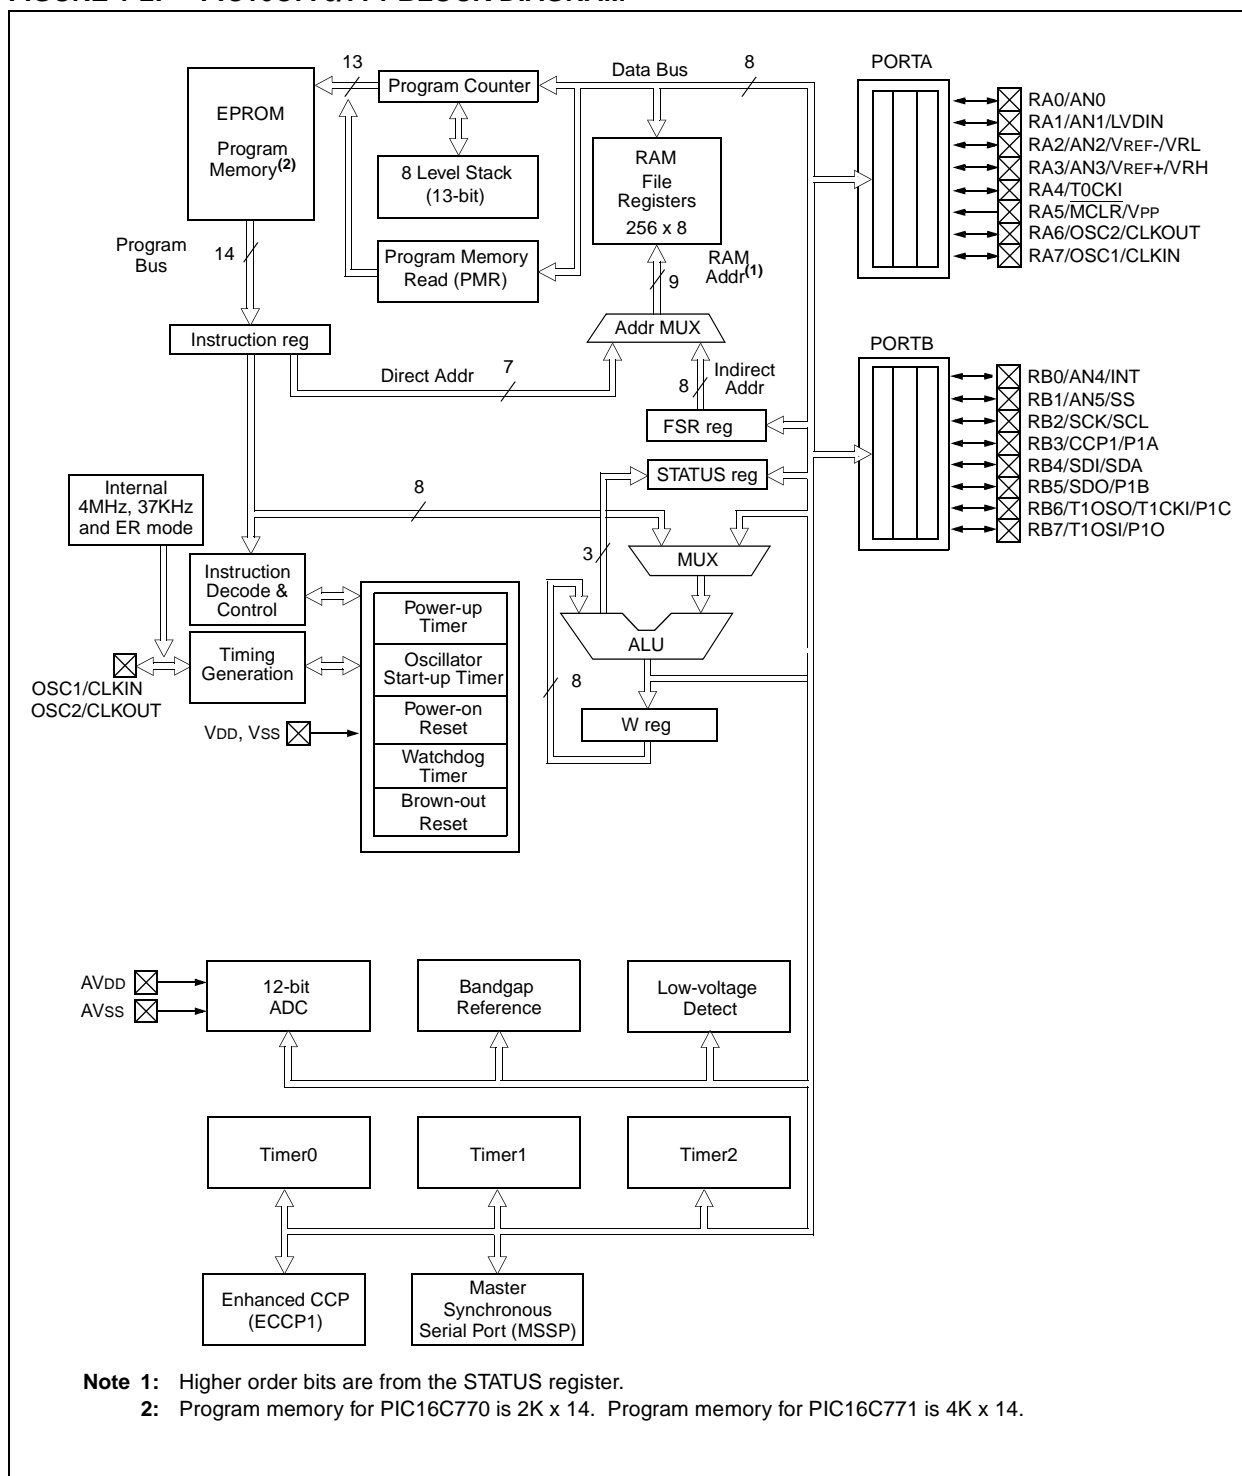 13
Data Bus
8
PORTA
EPROM
Program
Memory(2)
Program Counter
8 Level Stack
(13-bit)
RAM
File
Registers
256 x 8
RA0/AN0
RA1/AN1/LVDIN
RA2/AN2/VREF-/VRL
RA3/AN3/VREF+/VRH
RA4/T0CKI
RA5/MCLR/VPP
RA6/OSC2/CLKOUT
RA7/OSC1/CLKIN
Program
Bus
14
Program Memory
Read (PMR)
RAM
Addr(1)
9
Instruction reg
Addr MUX
PORTB
Direct Addr
7
Indirect
Addr
8
FSR reg
STATUS reg
RB0/AN4/INT
RB1/AN5/SS
RB2/SCK/SCL
RB3/CCP1/P1A
RB4/SDI/SDA
RB5/SDO/P1B
RB6/T1OSO/T1CKI/P1C
RB7/T1OSI/P1O
Internal
4MHz, 37KHz
and ER mode
8
3
MUX
Instruction
Decode &
Control
Power-up
Timer
ALU
Timing
Generation
Oscillator
Start-up Timer
8
OSC1/CLKIN
OSC2/CLKOUT
VDD, VSS
Power-on
Reset
W reg
Watchdog
Timer
Brown-out
Reset
AVDD
AVSS
12-bit
ADC
Bandgap
Reference
Low-voltage
Detect
Timer0
Timer1
Timer2
Enhanced CCP
(ECCP1)
Master
Synchronous
Serial Port (MSSP)
Note 1: Higher order bits are from the STATUS register.
2: Program memory for PIC16C770 is 2K x 14. Program memory for PIC16C771 is 4K x 14.